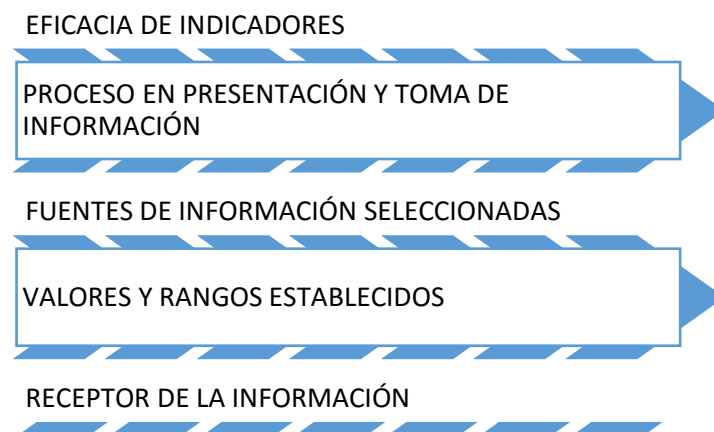 EFICACIA DE INDICADORES
PROCESO EN PRESENTACIÓN Y TOMA DE
INFORMACIÓN
FUENTES DE INFORMACIÓN SELECCIONADAS
VALORES Y RANGOS ESTABLECIDOS
RECEPTOR DE LA INFORMACIÓN